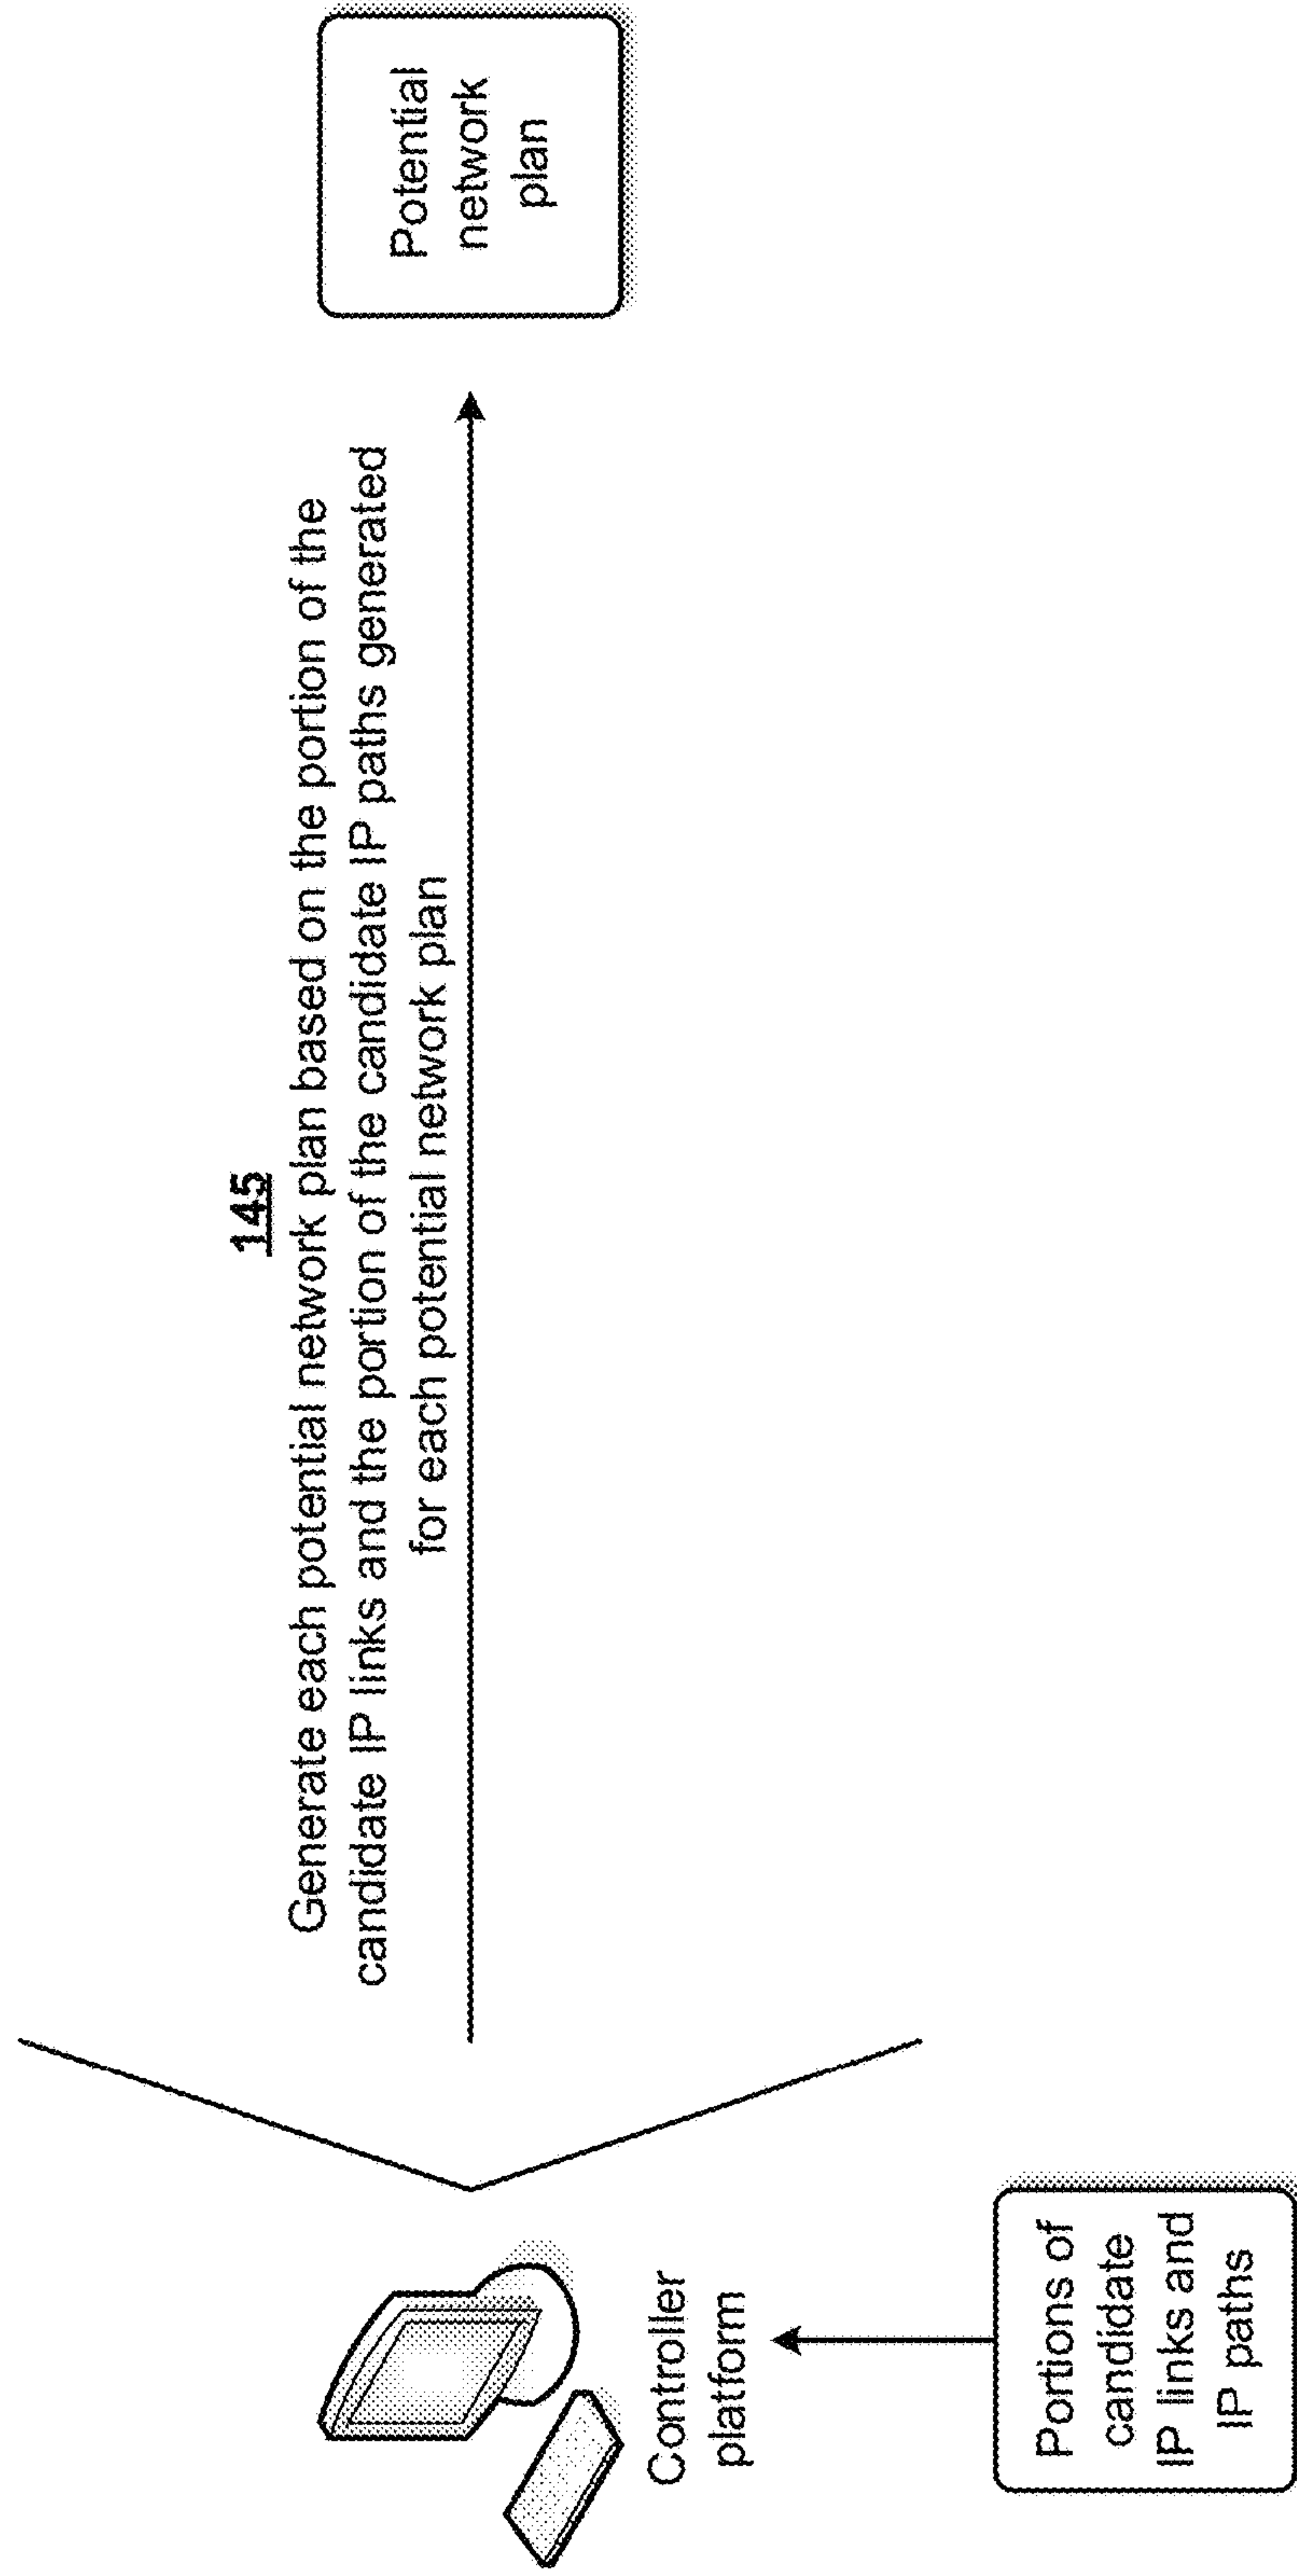 145
Generate each potential network plan based on the portion of the
candidate IP links and the portion of the candidate IP paths generated
for each potential network plan
Potential
network
plan
Controller
platform
Portions of
candidate
IP links and
IP paths